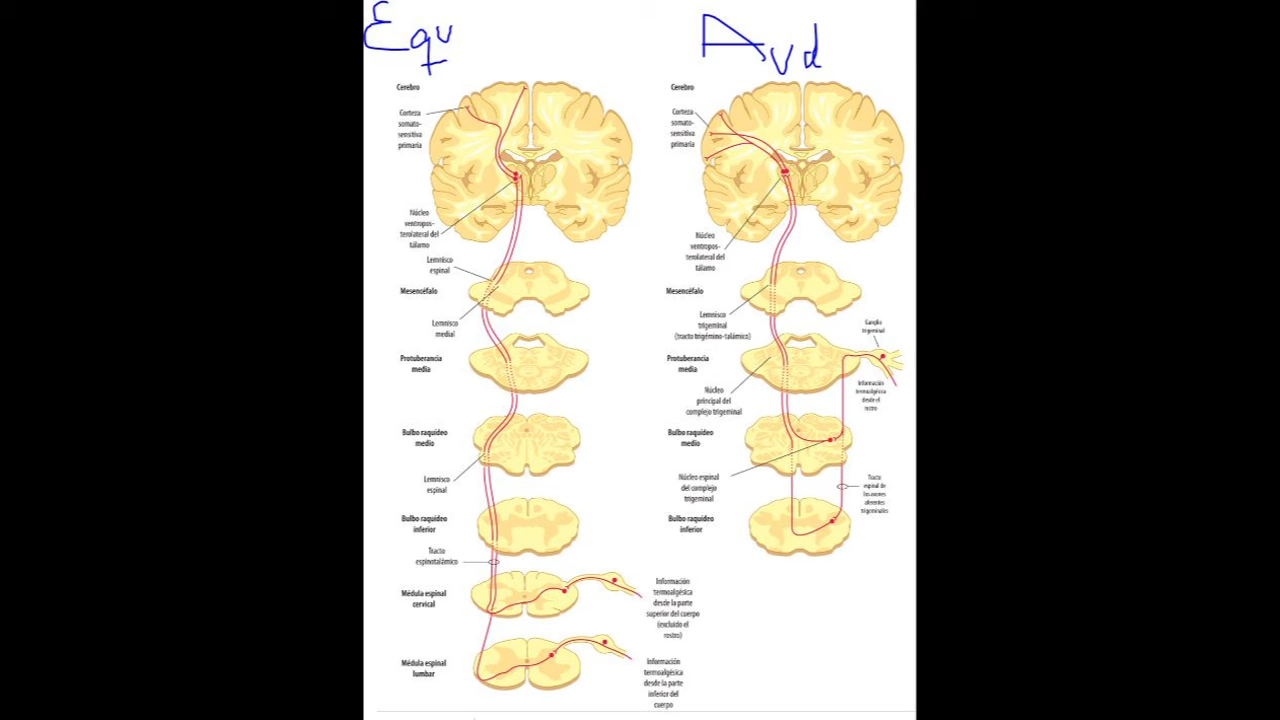 Equ
Avd
Cerebro
Corteza
somato-
sensitiva
primaria
Núcleo
ventropos-
terolateral del
tálamo
Lemnisco
espinal
Mesencéfalo
Lemnisco
medial
Protuberancia
media
Bulbo raquídeo
medio
Lemnisco
espinal
Bulbo raquídeo
inferior
Tracto
espinotalámico
Médula espinal
cervical
Información
termoalgésica
desde la parte
superior del cuerpo
(excluido el
rostro)
Médula espinal
lumbar
Información
termoalgésica
desde la parte
inferior del
cuerpo
Cerebro
Corteza
somato-
sensitiva
primaria
Núcleo
ventropos-
terolateral del
tálamo
Mesencéfalo
Lemnisco
trigeminal
(tracto trigémino-talámico)
Ganglio
trigeminal
Protuberancia
media
Información
termoalgésica
desde el
rostro
Núcleo
principal del
complejo trigeminal
Bulbo raquídeo
medio
Núcleo espinal
del complejo
trigeminal
Tracto
espinal de
los axones
aferentes
trigeminales
Bulbo raquídeo
inferior